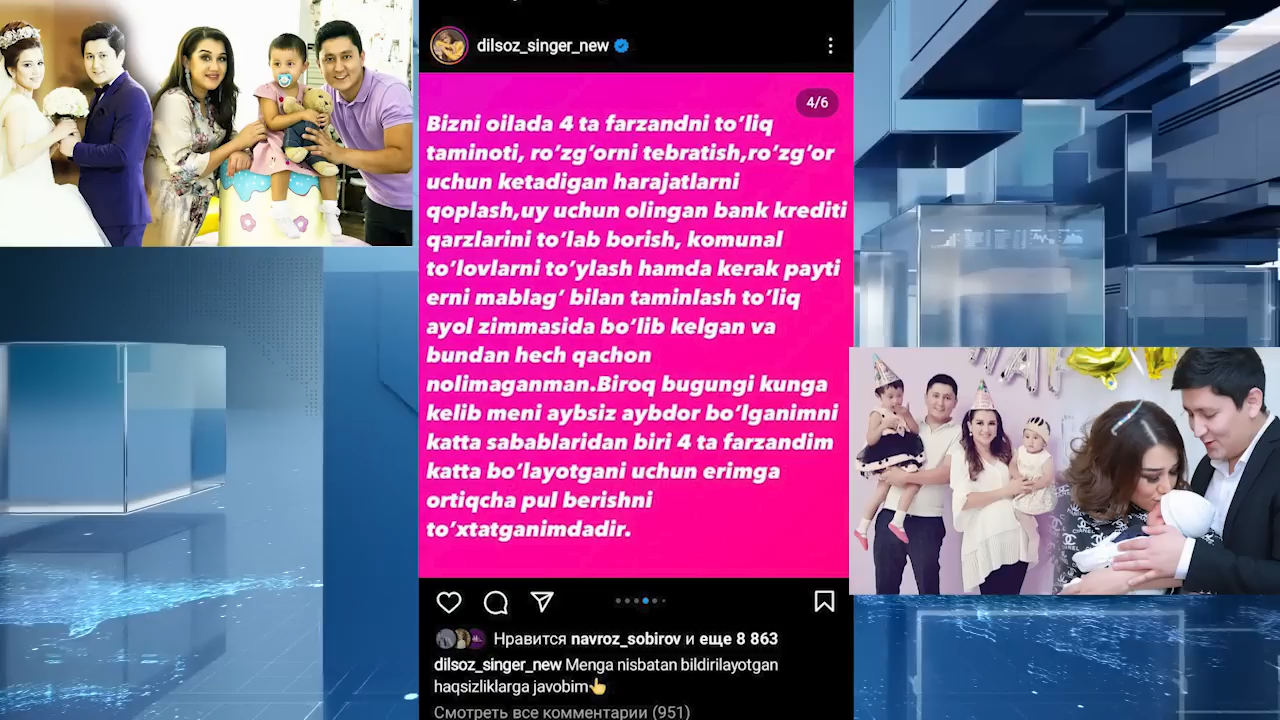 dilsoz_singer_new
4/6
Bizni oilada 4 ta farzandni to‘liq
taminoti, ro‘zg‘orni tebratish,ro‘zg‘or
uchun ketadigan harajatlarni
qoplash,uy uchun olingan bank krediti
qarzlarini to‘lab borish, komunal
to‘lovlarni to‘ylash hamda kerak payti
erni mablag‘ bilan taminlash to‘liq
ayol zimmasida bo‘lib kelgan va
bundan hech qachon
nolimaganman.Biroq bugungi kunga
kelib meni aybsiz aybdor bo‘lganimni
katta sabablaridan biri 4 ta farzandim
katta bo‘layotgani uchun erimga
ortiqcha pul berishni
to‘xtatganimdadir.
Нравится navroz_sobirov и еще 8 863
dilsoz_singer_new Menga nisbatan bildirilayotgan
haqsizliklarga javobim👆
Смотреть все комментарии (951)
CHANEL